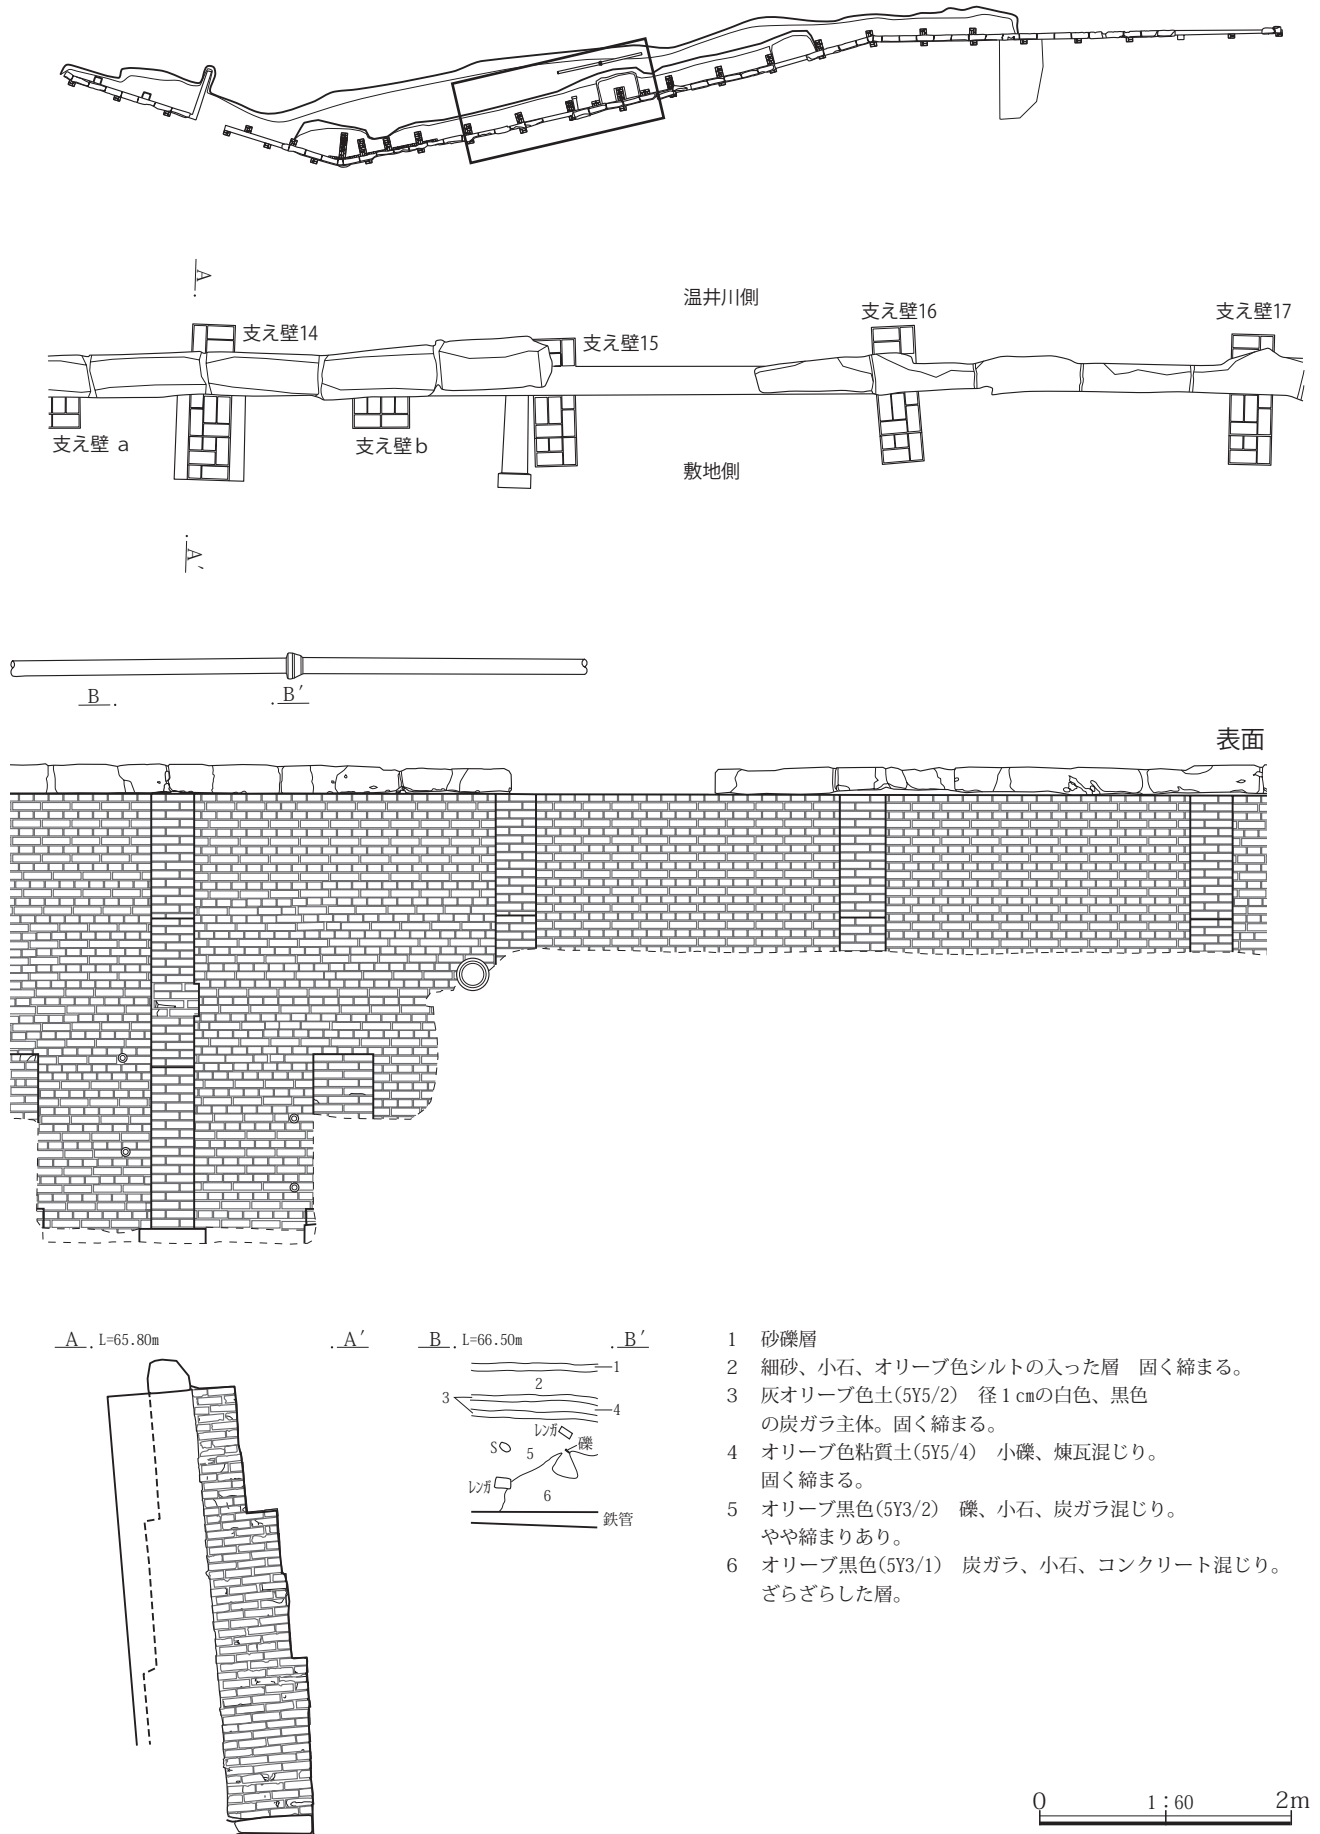 A
温井川側
支え壁14
支え壁15
支え壁16
支え壁17
支え壁 a
支え壁b
敷地側
A′
B
B′
表面
A L=65.80m A′
B L=66.50m B′
1
2
3
4
レンガ
礫
S
5
レンガ
6
鉄管
1 砂礫層
2 細砂、小石、オリーブ色シルトの入った層 固く締まる。
3 灰オリーブ色土(5Y5/2) 径1㎝の白色、黒色
の炭ガラ主体。固く締まる。
4 オリーブ色粘質土(5Y5/4) 小礫、煉瓦混じり。
固く締まる。
5 オリーブ黒色(5Y3/2) 礫、小石、炭ガラ混じり。
やや締まりあり。
6 オリーブ黒色(5Y3/1) 炭ガラ、小石、コンクリート混じり。
ざらざらした層。
0 1：60 2m